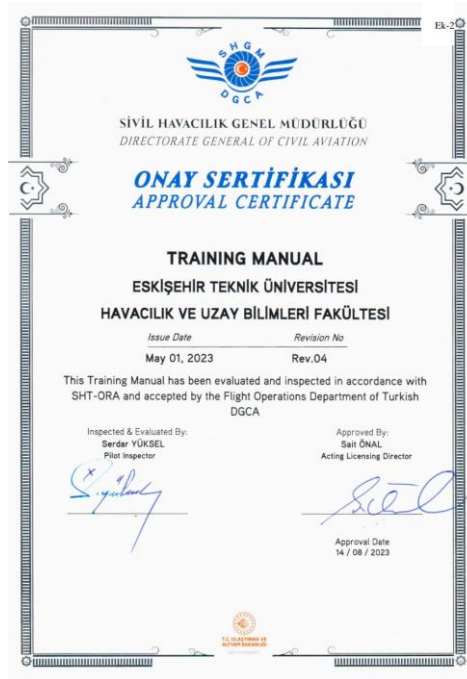 Ek-2
SHGM
DGCA
SİVİL HAVACILIK GENEL MÜDÜRLÜĞÜ
DIRECTORATE GENERAL OF CIVIL AVIATION
ONAY SERTİFİKASI
APPROVAL CERTIFICATE
TRAINING MANUAL
ESKİŞEHİR TEKNİK ÜNİVERSİTESİ
HAVACILIK VE UZAY BİLİMLERİ FAKÜLTESİ
Issue Date Revision No
May 01, 2023 Rev.04
This Training Manual has been evaluated and inspected in accordance with
SHT-ORA and accepted by the Flight Operations Department of Turkish
DGCA
Inspected & Evaluated By: Approved By:
Serdar YÜKSEL Sait ÖNAL
Pilot Inspector Acting Licensing Director
Approval Date
14 / 08 / 2023
T.C. ULAŞTIRMA VE
ALTYAPI BAKANLIĞI